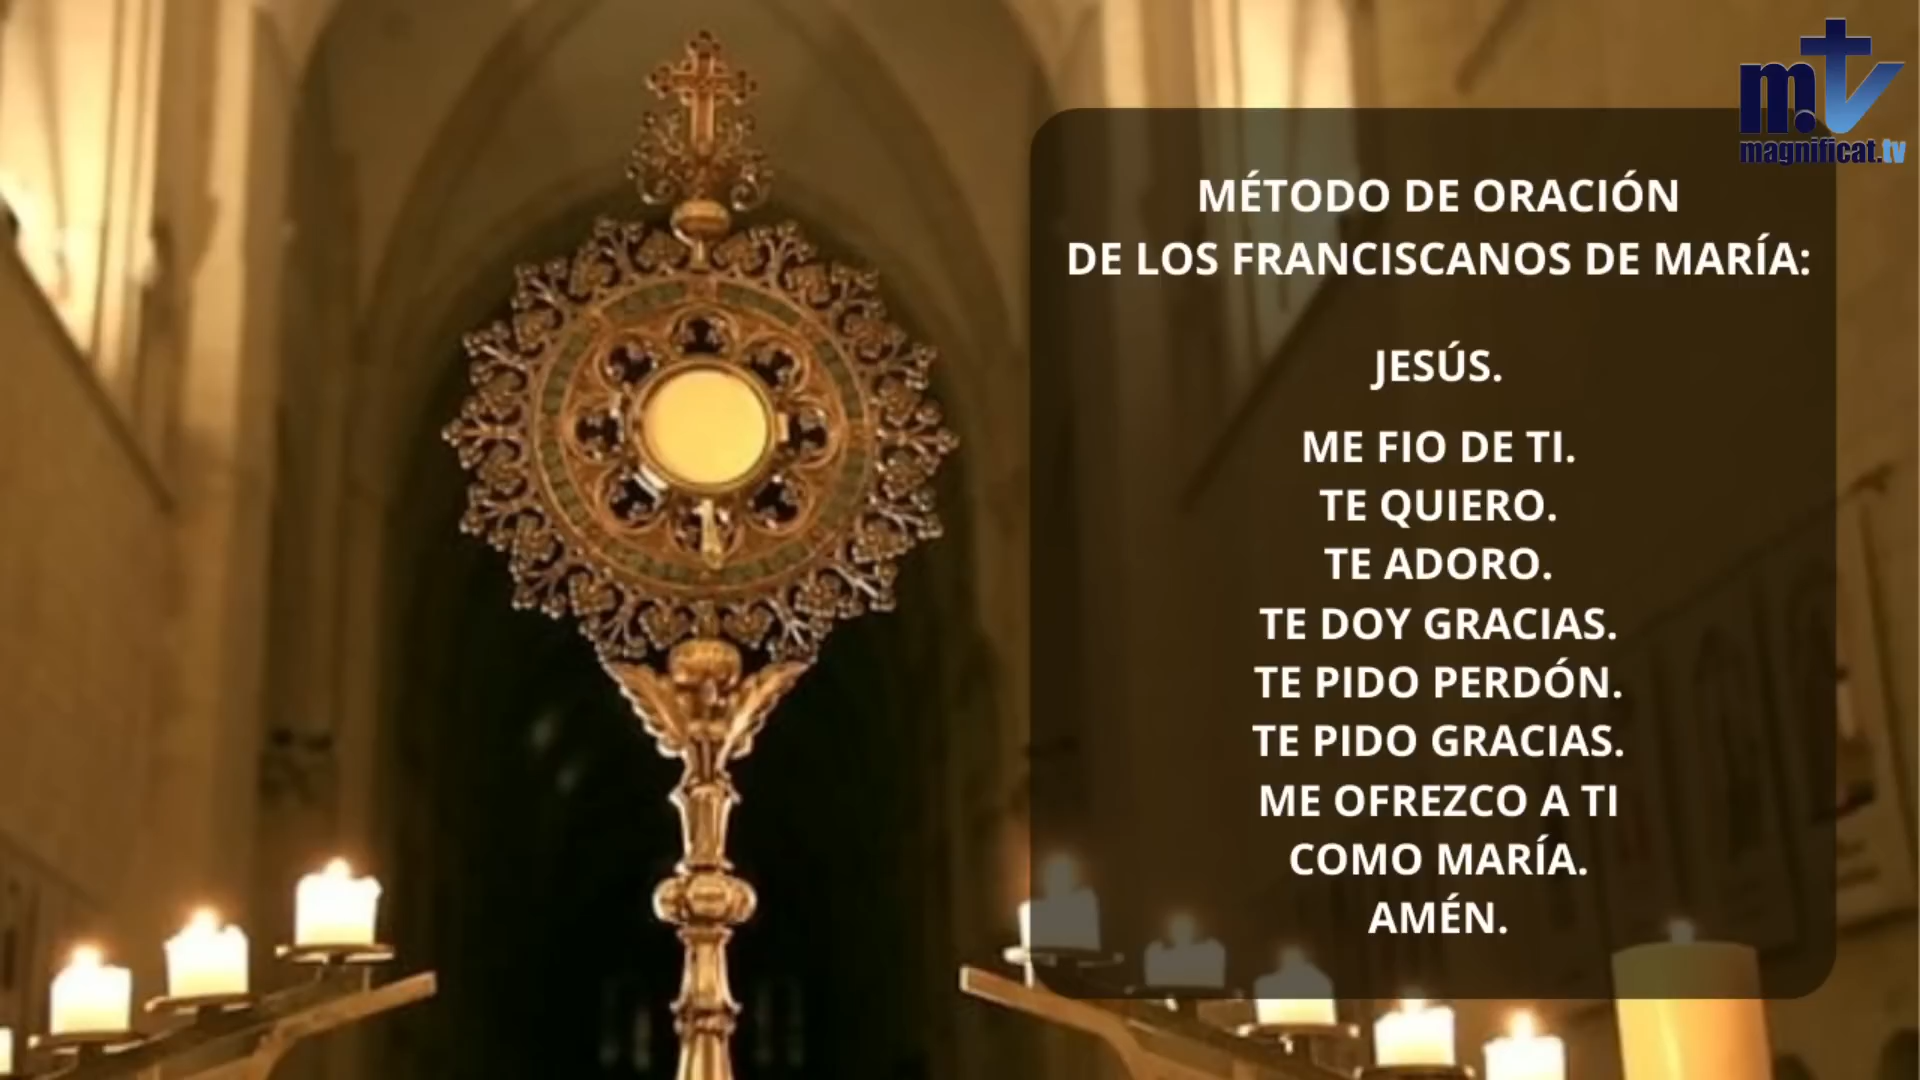 mtv
magnificat.tv
MÉTODO DE ORACIÓN
DE LOS FRANCISCANOS DE MARÍA:
JESÚS.
ME FIO DE TI.
TE QUIERO.
TE ADORO.
TE DOY GRACIAS.
TE PIDO PERDÓN.
TE PIDO GRACIAS.
ME OFREZCO A TI
COMO MARÍA.
AMÉN.